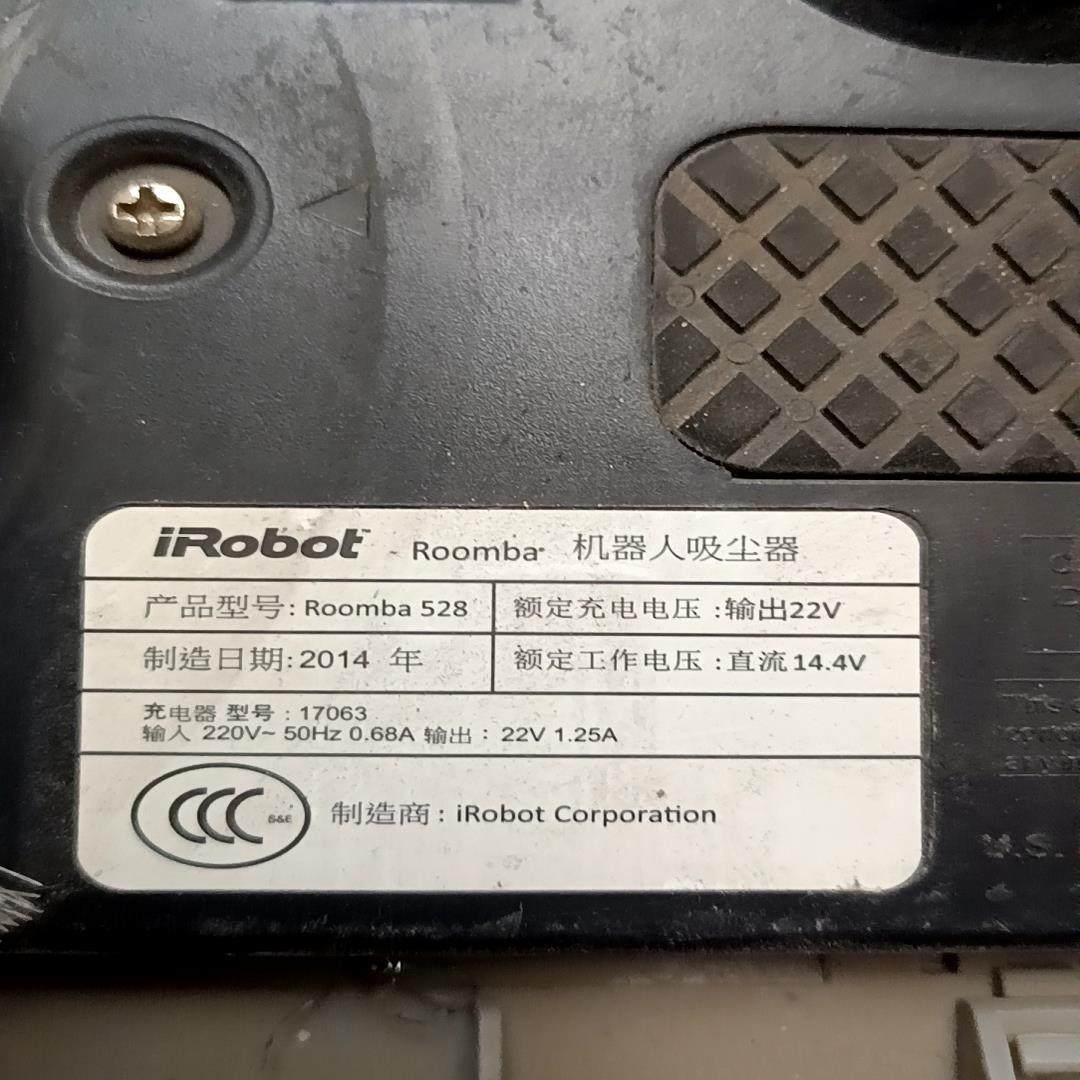 iRobot™ Roomba® 机器人吸尘器
产品型号: Roomba 528
额定充电电压 :输出22V
制造日期: 2014 年
额定工作电压 : 直流 14.4V
充电器 型号 : 17063
输入 220V~ 50Hz 0.68A 输出 : 22V 1.25A
CCC S&E
制造商 : iRobot Corporation
U.S.